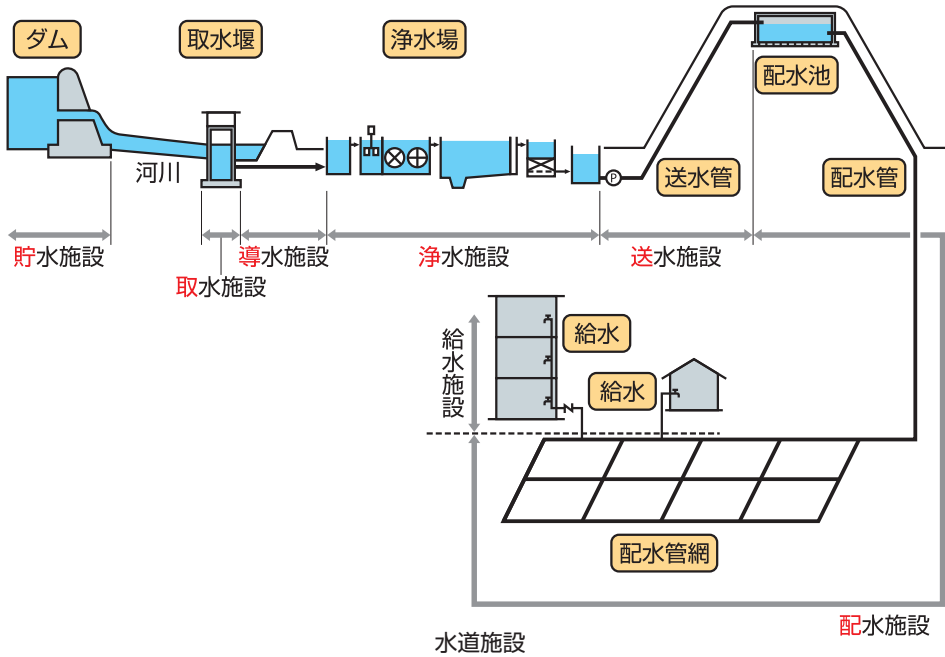 ダム
取水堰
浄水場
配水池
河川
P
送水管
配水管
貯水施設
取水施設
導水施設
浄水施設
送水施設
給水施設
給水
給水
配水管網
配水施設
水道施設